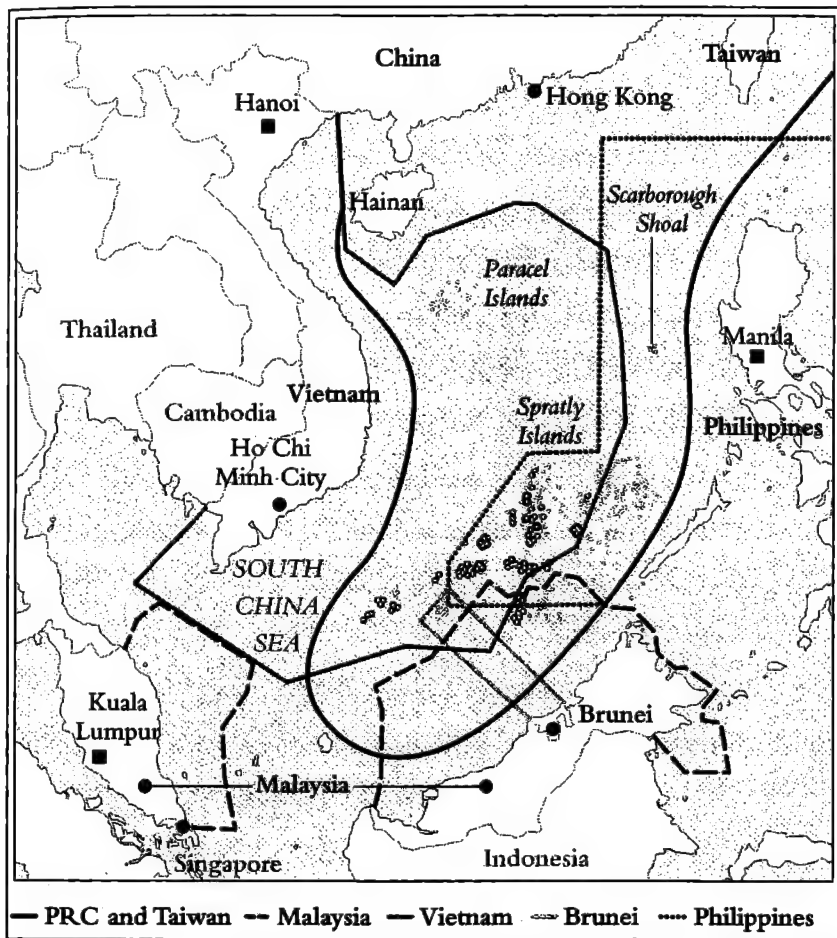 China
Taiwan
Hanoi
Hong Kong
Hainan
Scarborough
Shoal
Paracel
Islands
Thailand
Manila
Vietnam
Cambodia
Spratly
Islands
Philippines
Ho Chi
Minh City
SOUTH
CHINA
SEA
Kuala
Lumpur
Brunei
Malaysia
Singapore
Indonesia
PRC and Taiwan Malaysia Vietnam Brunei Philippines